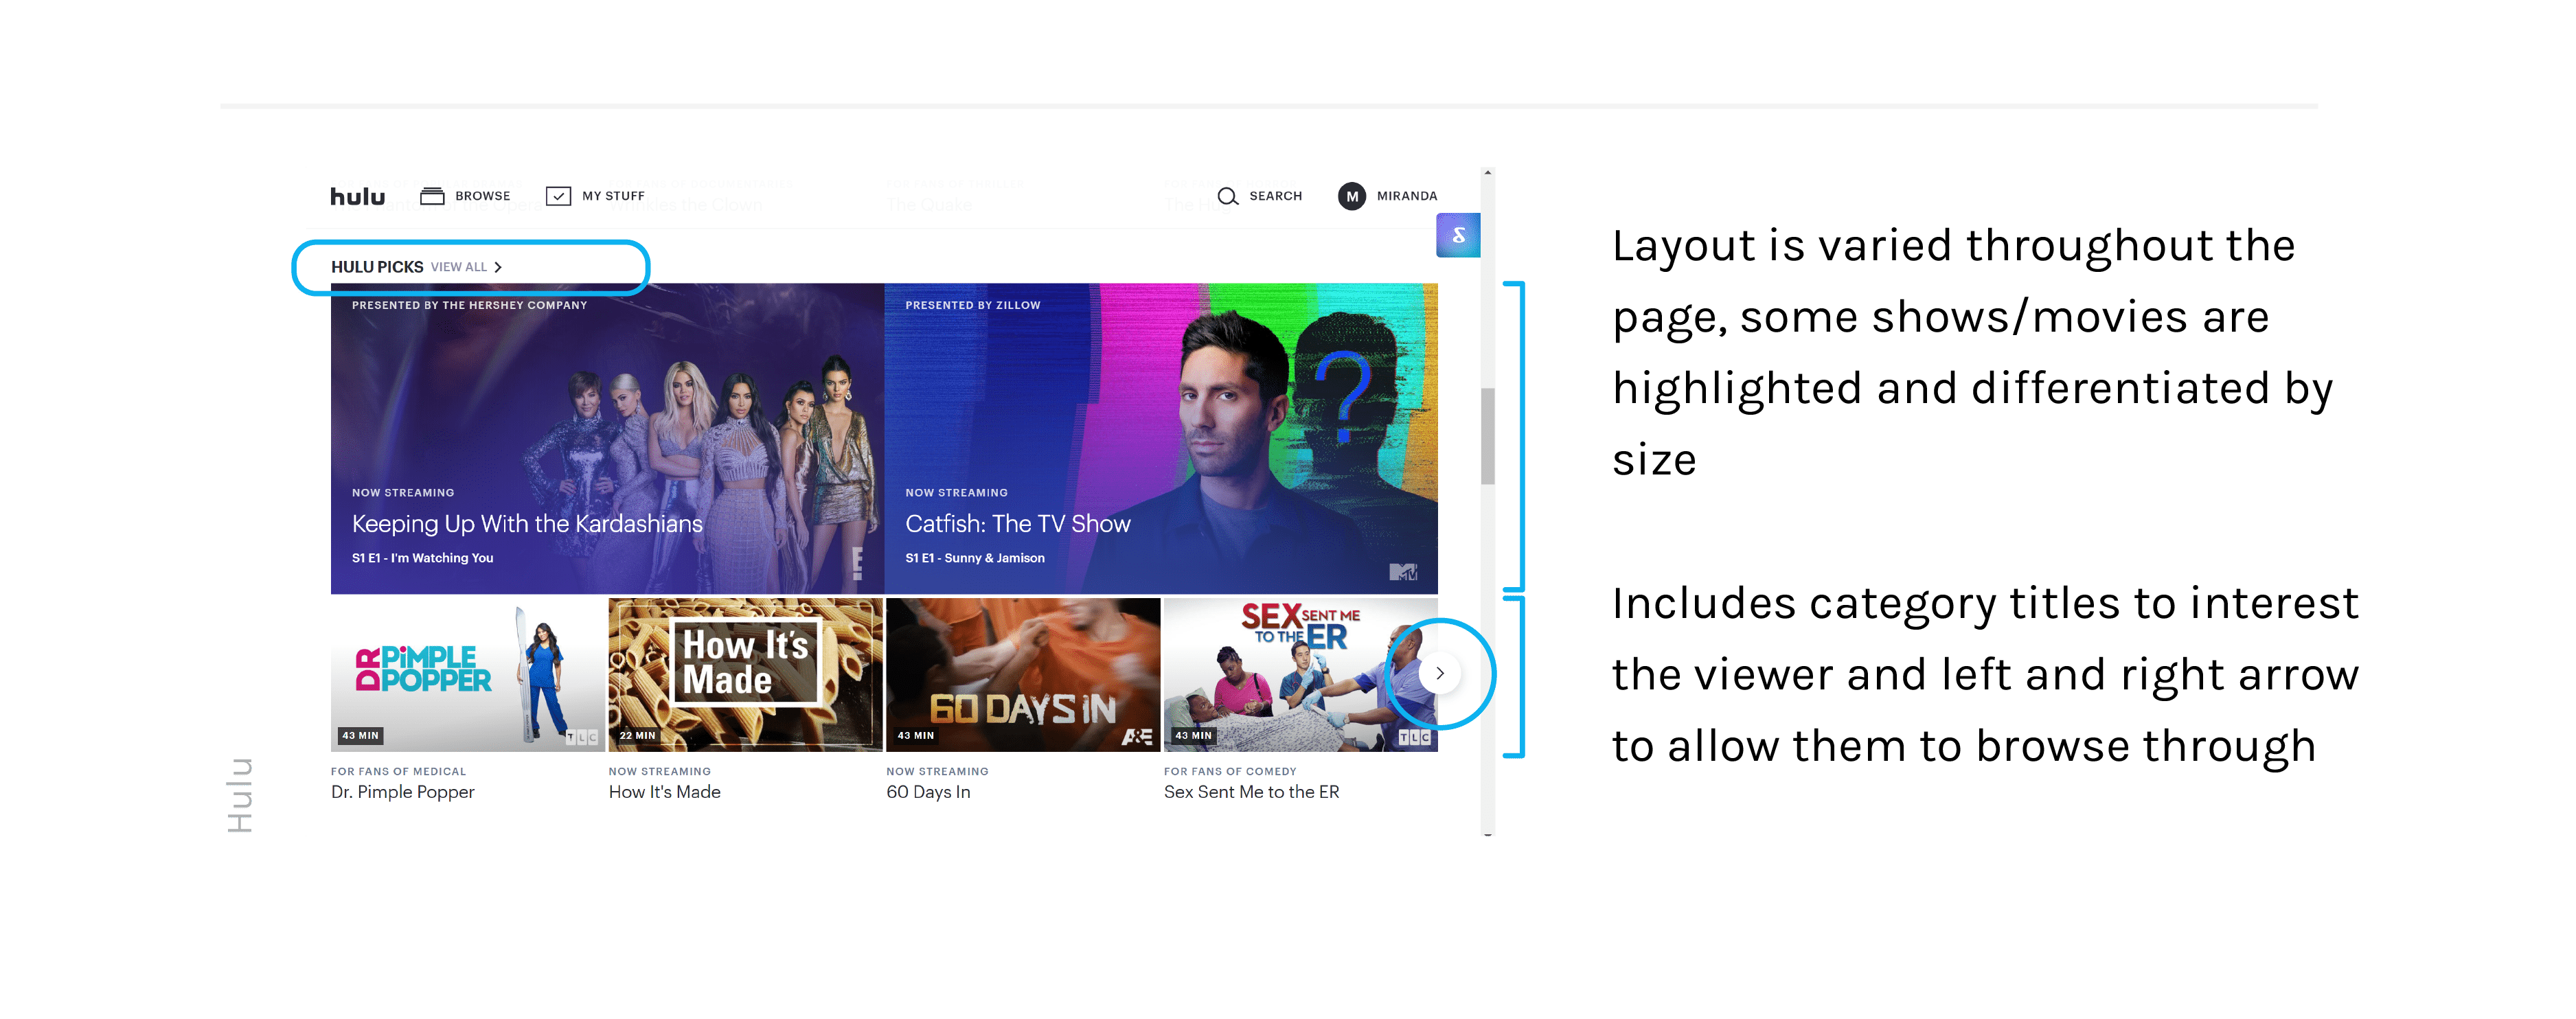 hulu
BROWSE
MY STUFF
SEARCH
M
MIRANDA
The Quake
HULU PICKS VIEW ALL
PRESENTED BY THE HERSHEY COMPANY
NOW STREAMING
Keeping Up With the Kardashians
S1 E1 - I'm Watching You
E
PRESENTED BY ZILLOW
?
NOW STREAMING
Catfish: The TV Show
S1 E1 - Sunny & Jamison
MTV
DR PiMPLE
POPPER
43 MIN
TLC
FOR FANS OF MEDICAL
Dr. Pimple Popper
How It's
Made
22 MIN
NOW STREAMING
How It's Made
60 DAYS IN
43 MIN
A&E
NOW STREAMING
60 Days In
SEX SENT ME
TO THE ER
43 MIN
TLC
FOR FANS OF COMEDY
Sex Sent Me to the ER
Hulu
Layout is varied throughout the
page, some shows/movies are
highlighted and differentiated by
size
Includes category titles to interest
the viewer and left and right arrow
to allow them to browse through